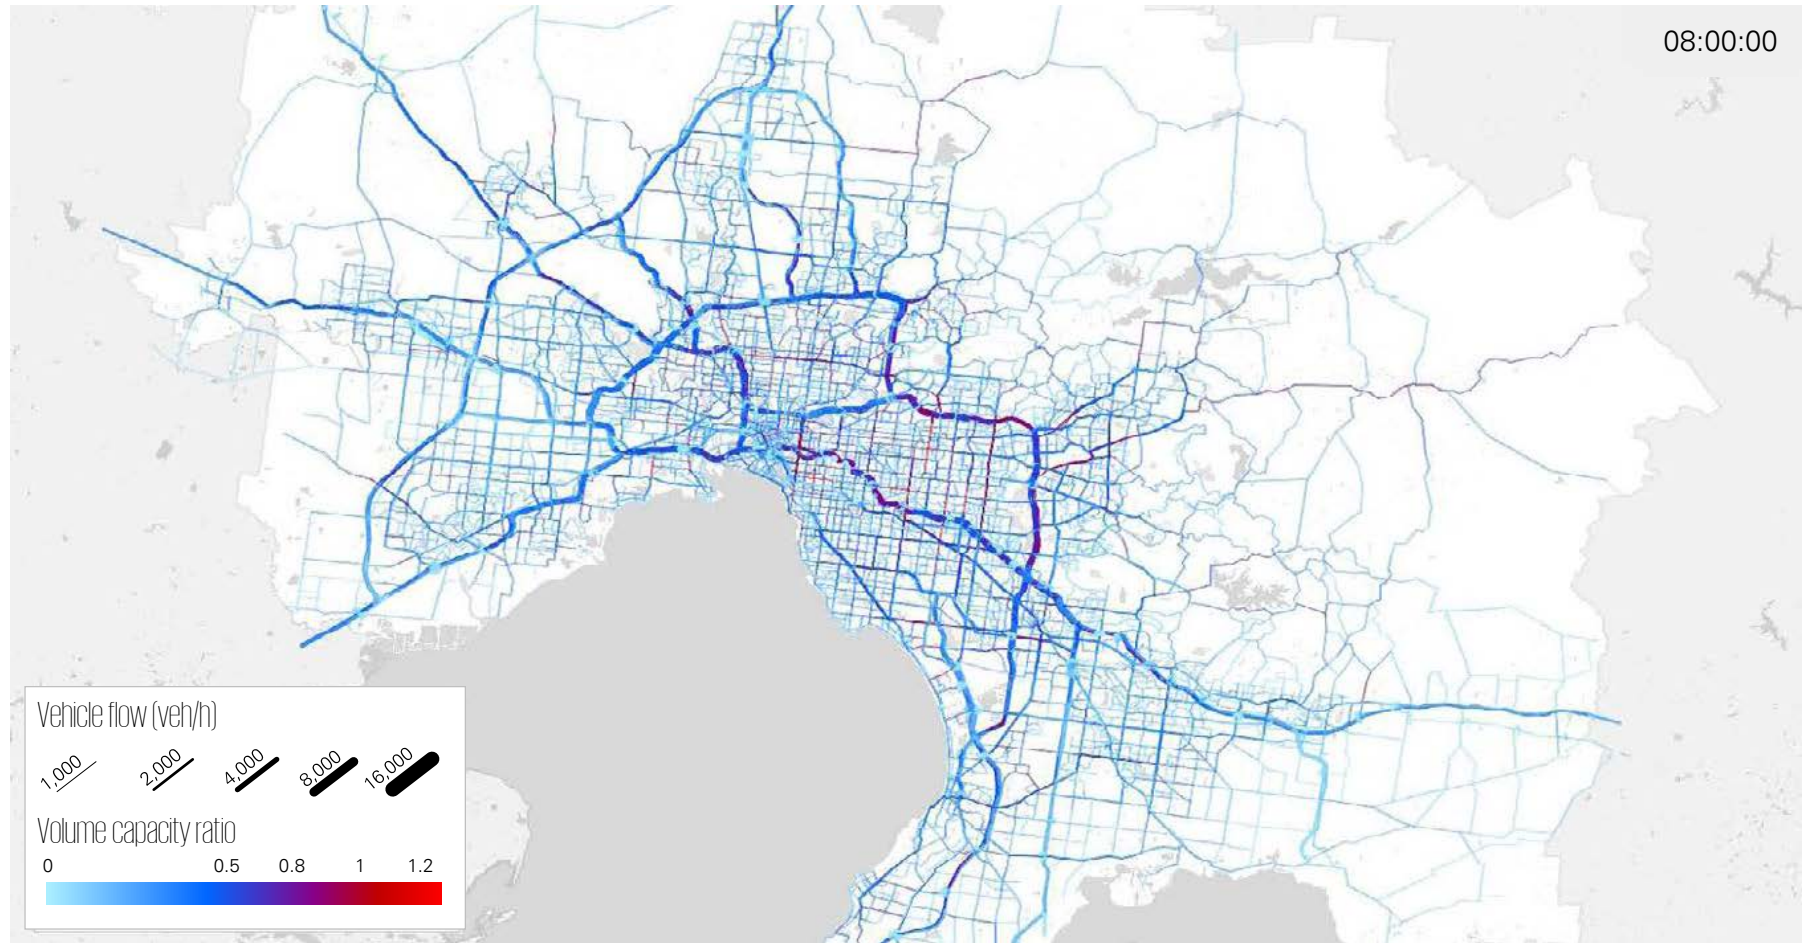 08:00:00
Vehicle flow (veh/h)
1,000 2,000 4,000 8,000 16,000
Volume capacity ratio
0 0.5 0.8 1 1.2